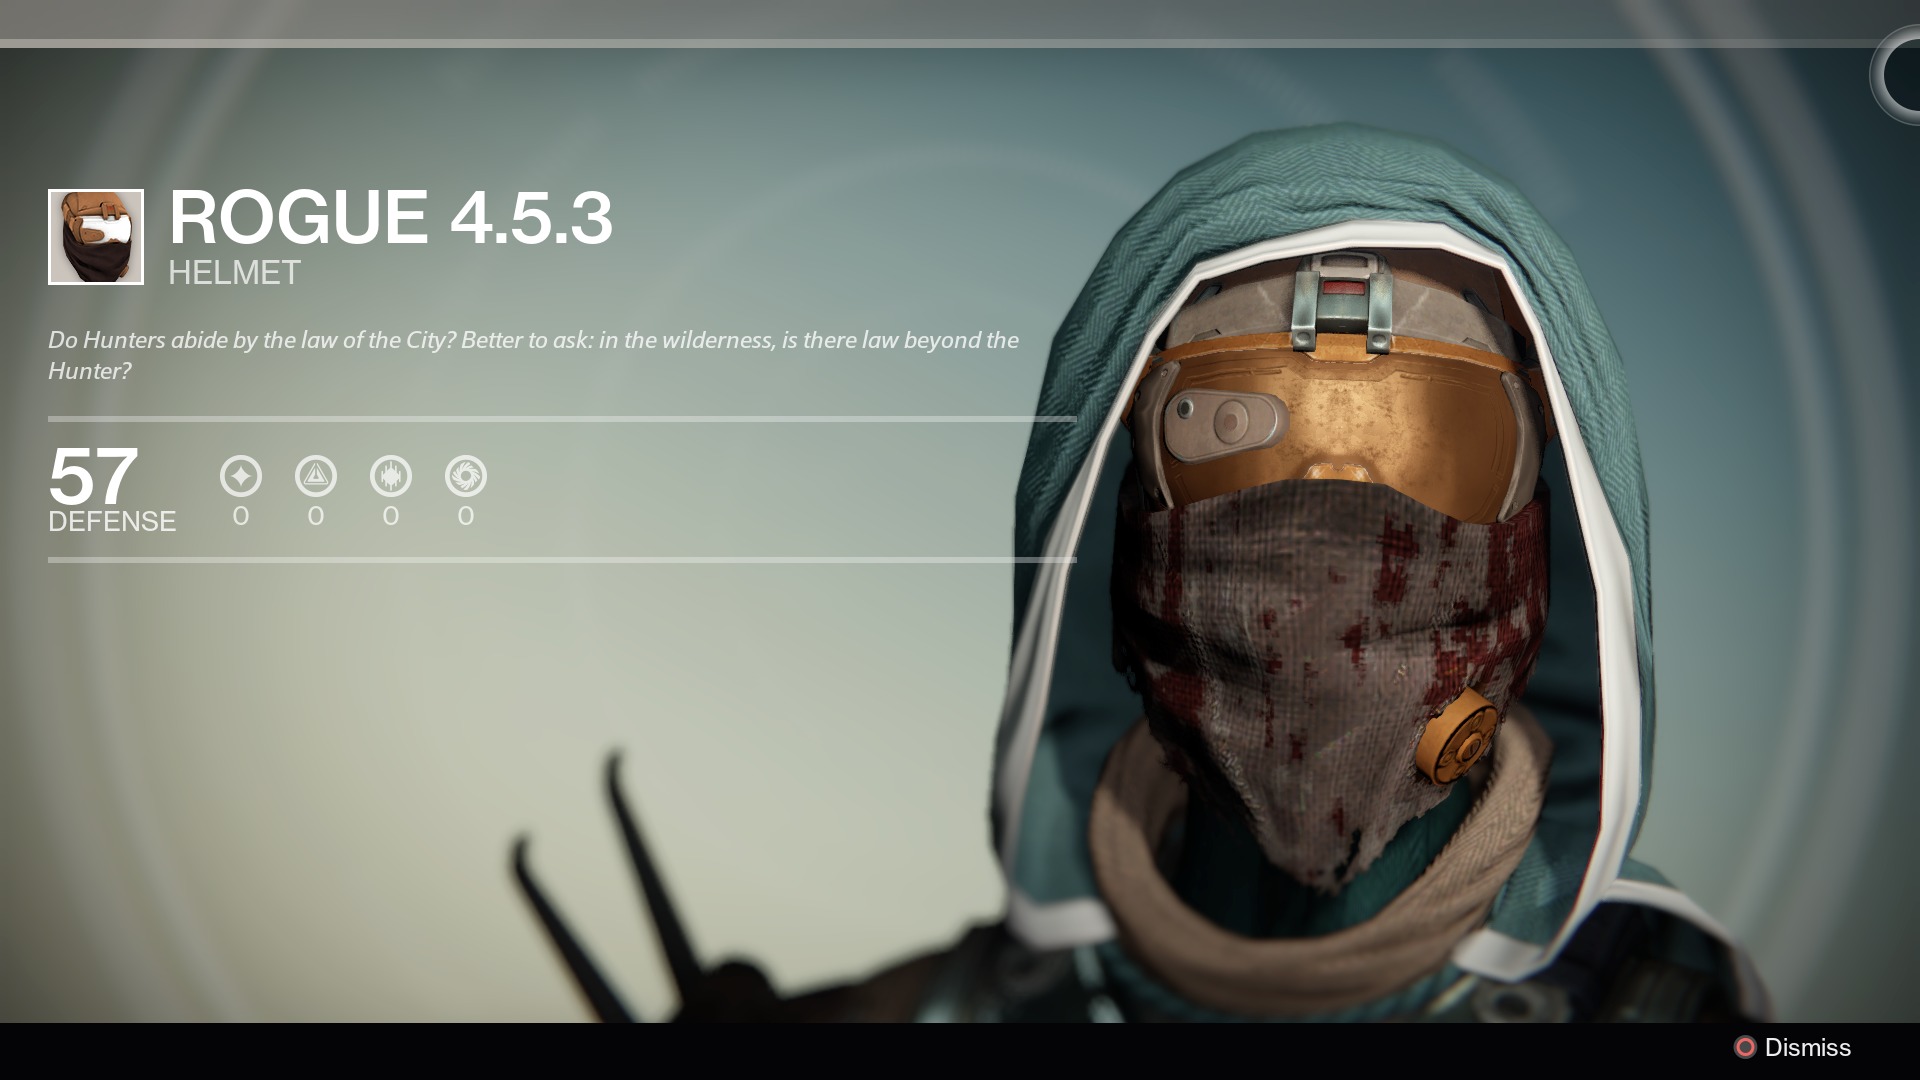 ROGUE 4.5.3
HELMET
Do Hunters abide by the law of the City? Better to ask: in the wilderness, is there law beyond the
Hunter?
57
DEFENSE
0 0 0 0
Dismiss